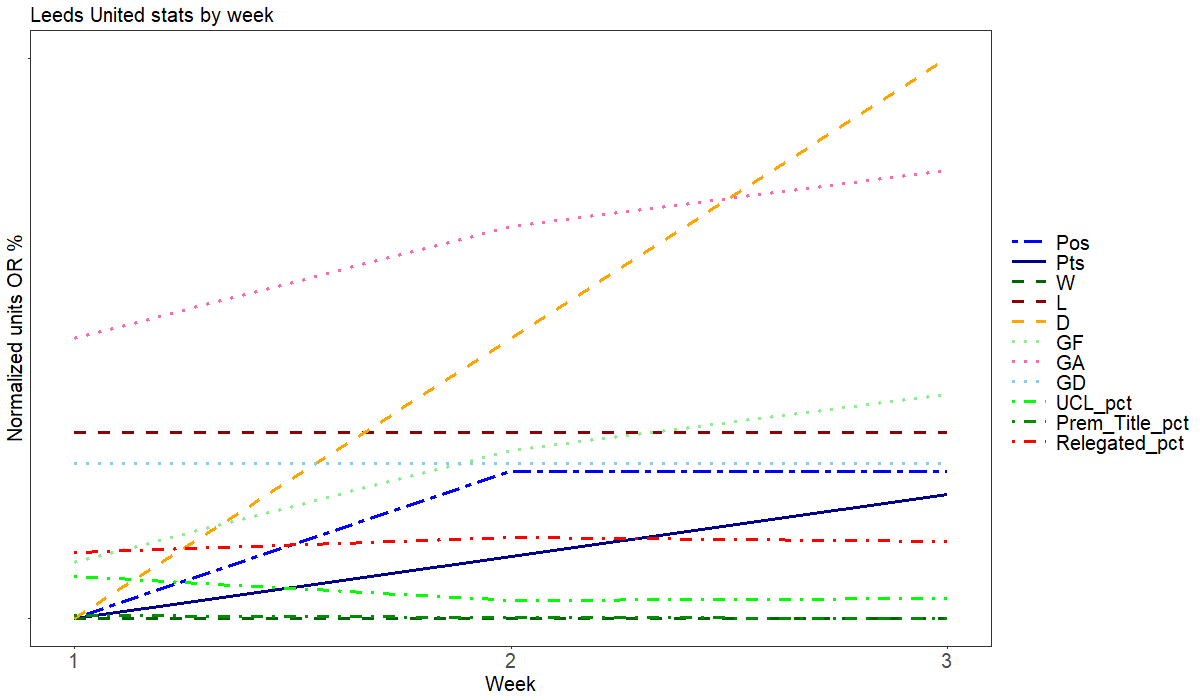 Leeds United stats by week
Normalized units OR %
Pos
Pts
W
L
D
GF
GA
GD
UCL_pct
Prem_Title_pct
Relegated_pct
1
2
3
Week